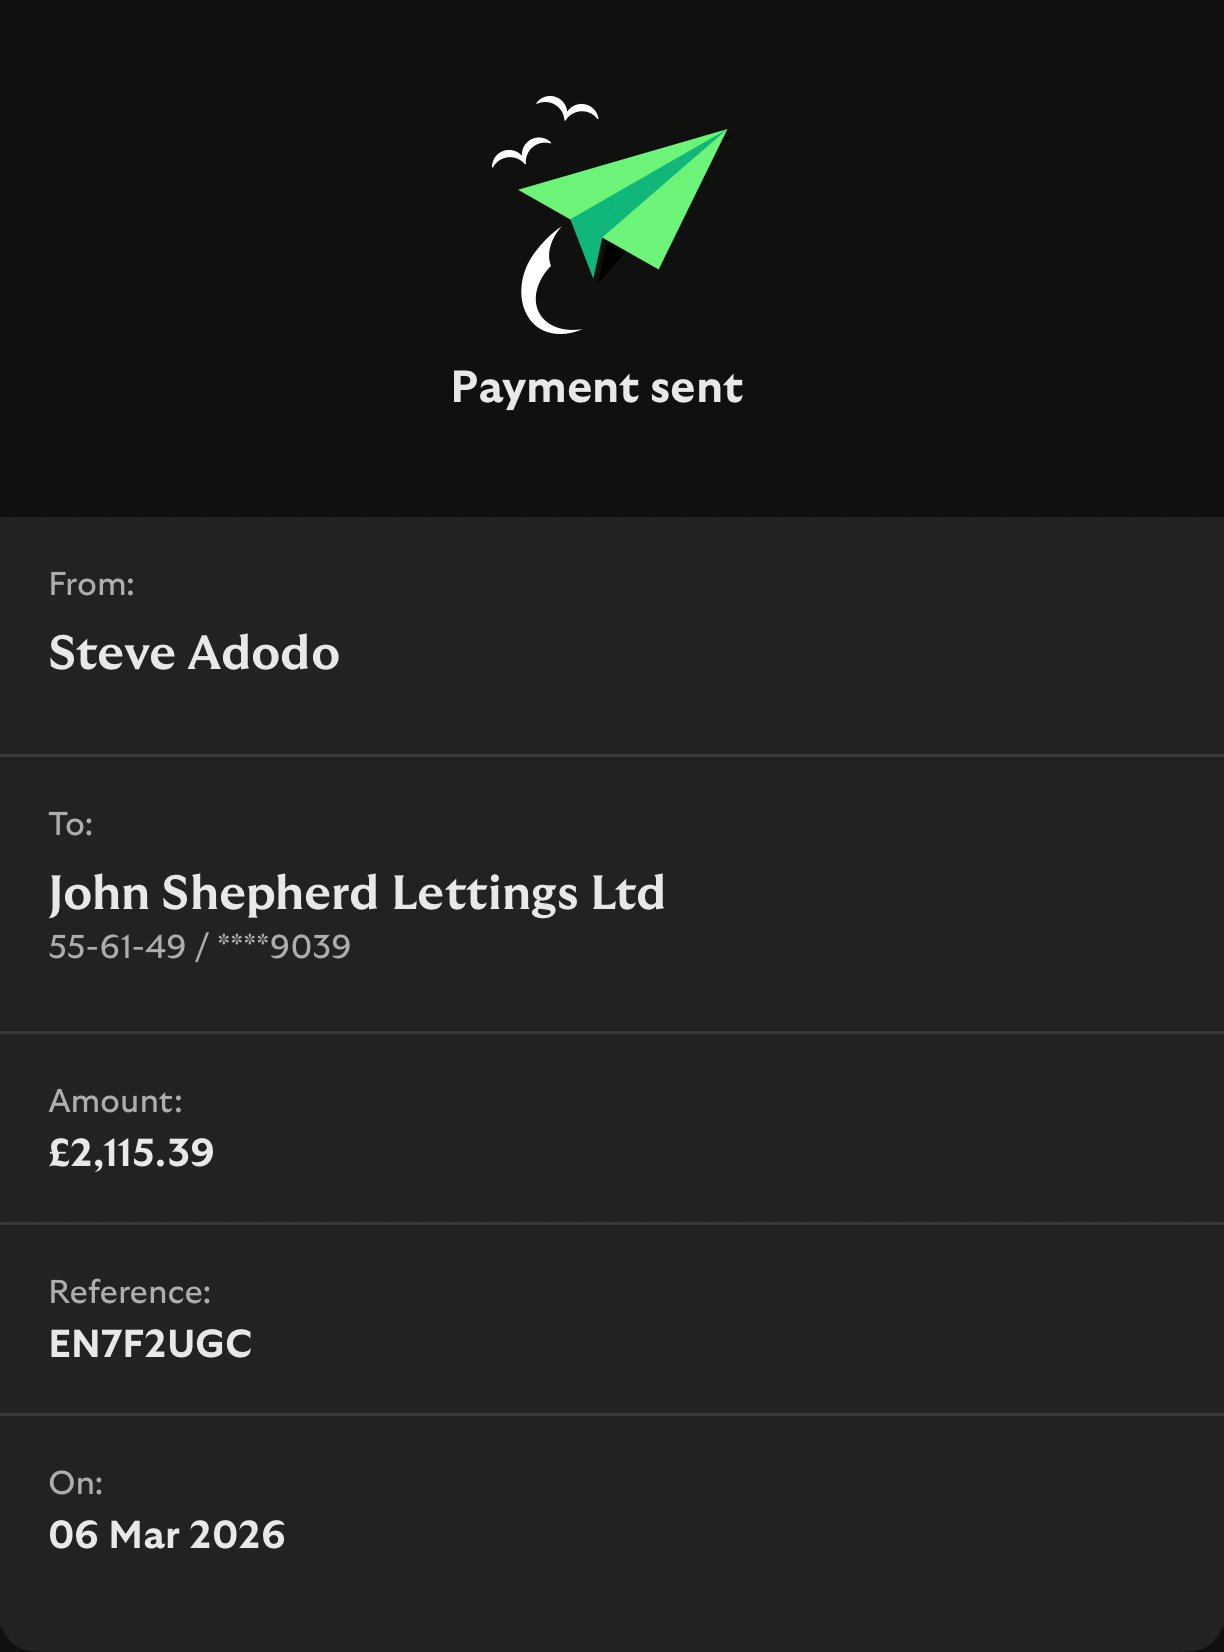 Payment sent
From:
Steve Adodo
To:
John Shepherd Lettings Ltd
55-61-49 / ****9039
Amount:
£2,115.39
Reference:
EN7F2UGC
On:
06 Mar 2026